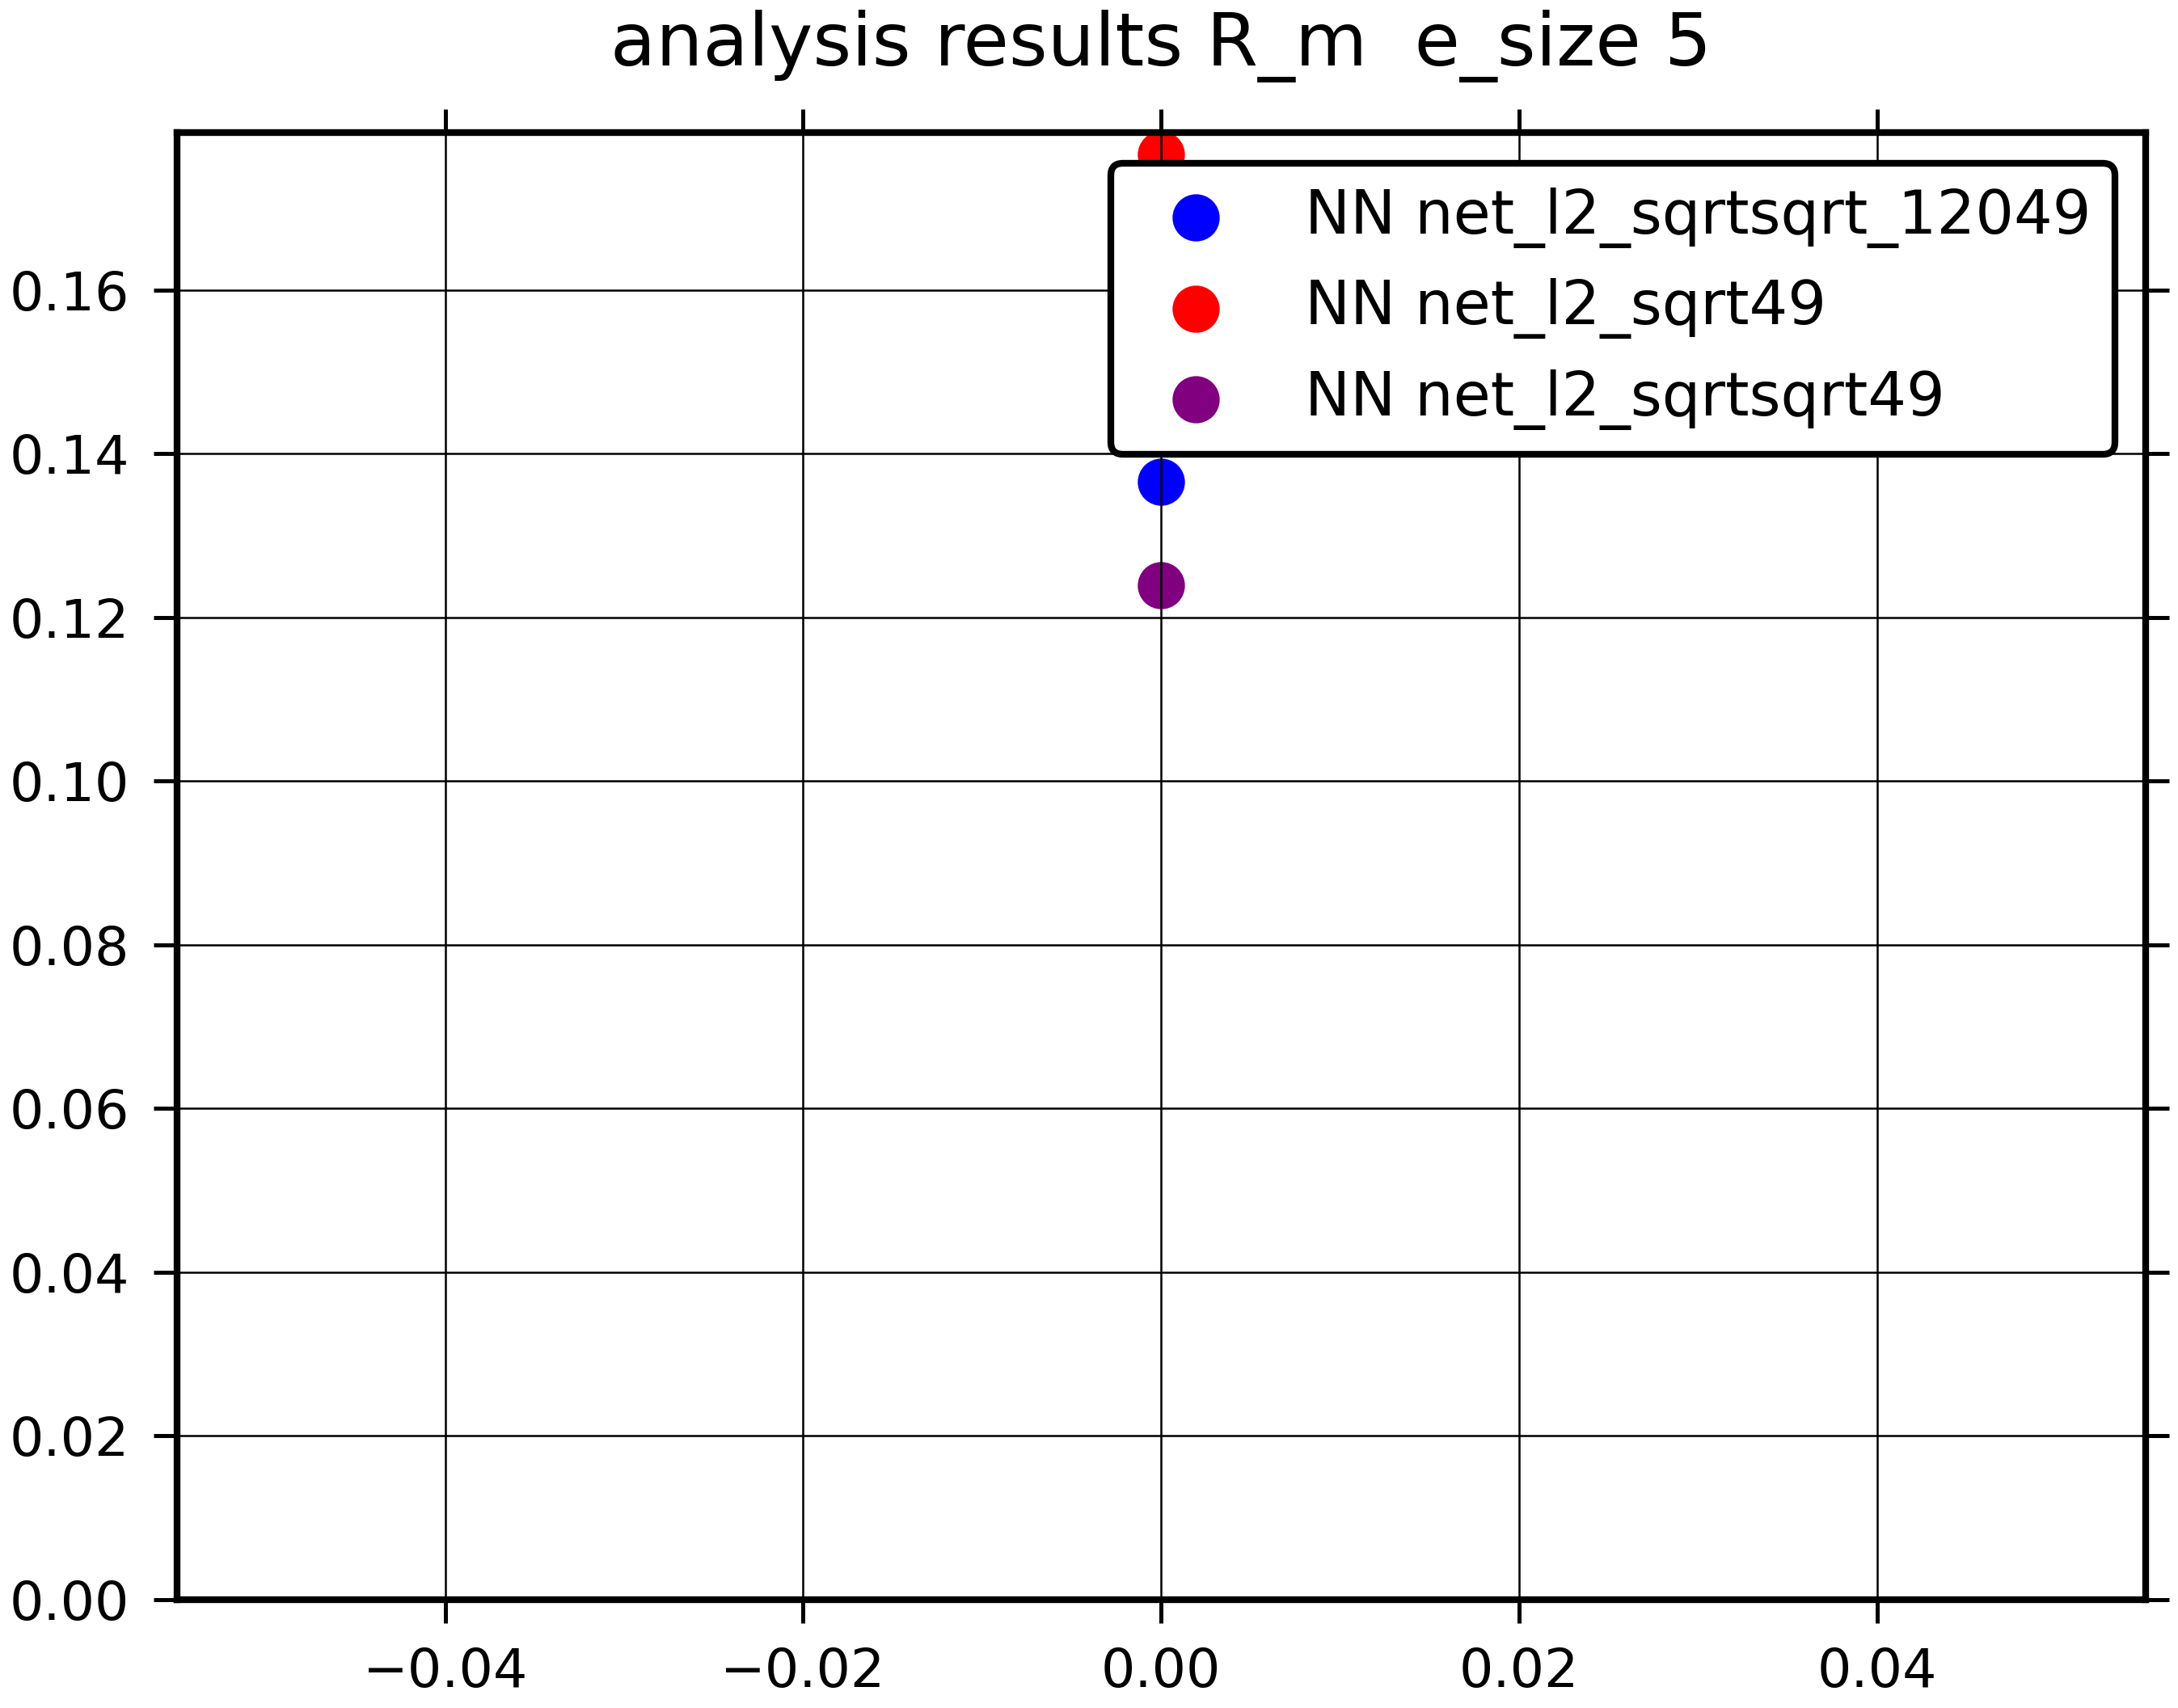 analysis results R_m  e_size 5
NN net_l2_sqrtsqrt_12049
NN net_l2_sqrt49
NN net_l2_sqrtsqrt49
0.16
0.14
0.12
0.10
0.08
0.06
0.04
0.02
0.00
−0.04 −0.02 0.00 0.02 0.04